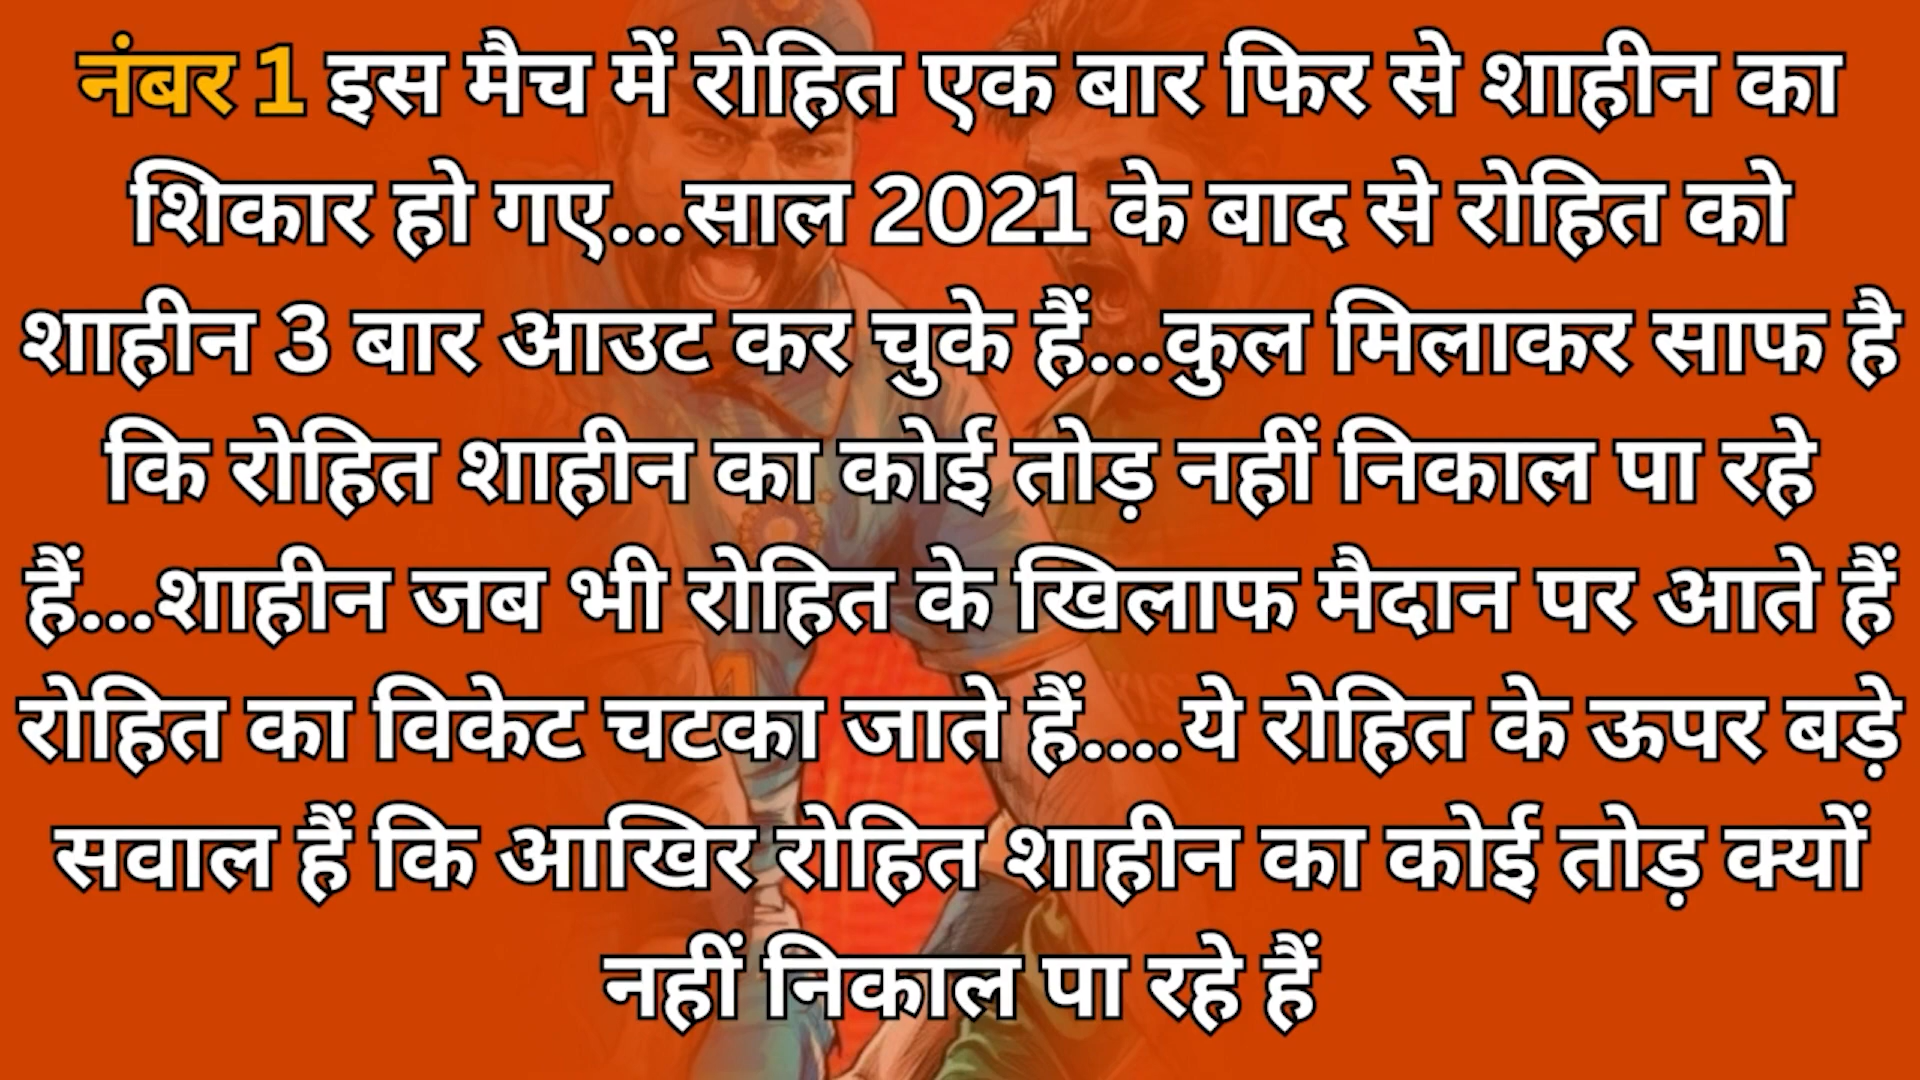 नंबर 1 इस मैच में रोहित एक बार फिर से शाहीन का
शिकार हो गए...साल 2021 के बाद से रोहित को
शाहीन 3 बार आउट कर चुके हैं...कुल मिलाकर साफ है
कि रोहित शाहीन का कोई तोड़ नहीं निकाल पा रहे
हैं...शाहीन जब भी रोहित के खिलाफ मैदान पर आते हैं
रोहित का विकेट चटका जाते हैं....ये रोहित के ऊपर बड़े
सवाल हैं कि आखिर रोहित शाहीन का कोई तोड़ क्यों
नहीं निकाल पा रहे हैं